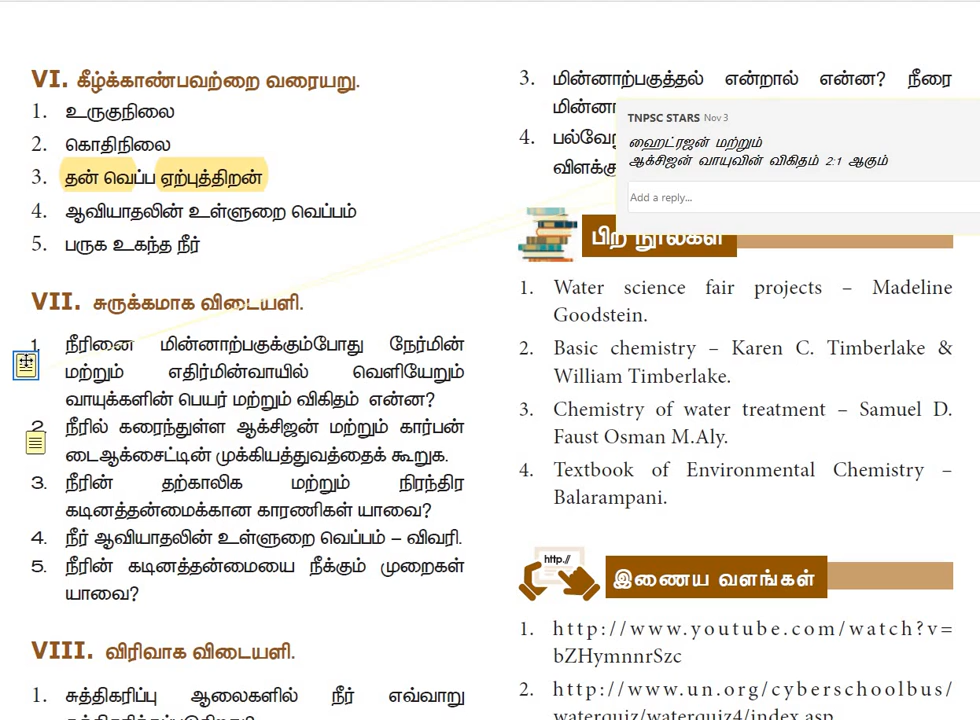 VI. கீழ்க்காண்பவற்றை வரையறு.
1. உருகுநிலை
2. கொதிநிலை
3. தன் வெப்ப ஏற்புத்திறன்
4. ஆவியாதலின் உள்ளுறை வெப்பம்
5. பருக உகந்த நீர்
VII. சுருக்கமாக விடையளி.
1. நீரினை மின்னாற்பகுக்கும்போது நேர்மின்
மற்றும் எதிர்மின்வாயில் வெளியேறும்
வாயுக்களின் பெயர் மற்றும் விகிதம் என்ன?
2. நீரில் கரைந்துள்ள ஆக்சிஜன் மற்றும் கார்பன்
டைஆக்சைட்டின் முக்கியத்துவத்தைக் கூறுக.
3. நீரின் தற்காலிக மற்றும் நிரந்திர
கடினத்தன்மைக்கான காரணிகள் யாவை?
4. நீர் ஆவியாதலின் உள்ளுறை வெப்பம் – விவரி.
5. நீரின் கடினத்தன்மையை நீக்கும் முறைகள்
யாவை?
VIII. விரிவாக விடையளி.
1. சுத்திகரிப்பு ஆலைகளில் நீர் எவ்வாறு
3. மின்னாற்பகுத்தல் என்றால் என்ன? நீரை
4.
TNPSC STARS Nov 3
ஹைட்ரஜன் மற்றும்
ஆக்சிஜன் வாயுவின் விகிதம் 2:1 ஆகும்
Add a reply...
பிற நூல்கள்
1. Water science fair projects – Madeline
Goodstein.
2. Basic chemistry – Karen C. Timberlake &
William Timberlake.
3. Chemistry of water treatment – Samuel D.
Faust Osman M.Aly.
4. Textbook of Environmental Chemistry –
Balarampani.
http://
இணைய வளங்கள்
1. http://www.youtube.com/watch?v=
bZHymnnrSzc
2. http://www.un.org/cyberschoolbus/
waterquiz/waterquiz4/index.asp